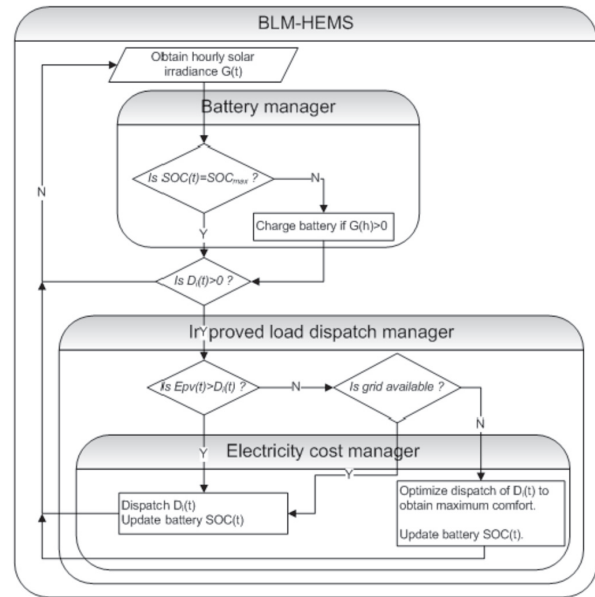 BLM-HEMS
Obtain hourly solar
irradiance G(t)
Battery manager
Is SOC(t)=SOCmax ?
N
N
Charge battery if G(h)>0
Y
Is Di(t)>0 ?
Y
Improved load dispatch manager
Is Epv(t)>Di(t) ?
N
Is grid available ?
N
Y
Electricity cost manager
Y
Dispatch Di(t)
Update battery SOC(t)
Optimize dispatch of Di(t) to
obtain maximum comfort.
Update battery SOC(t).